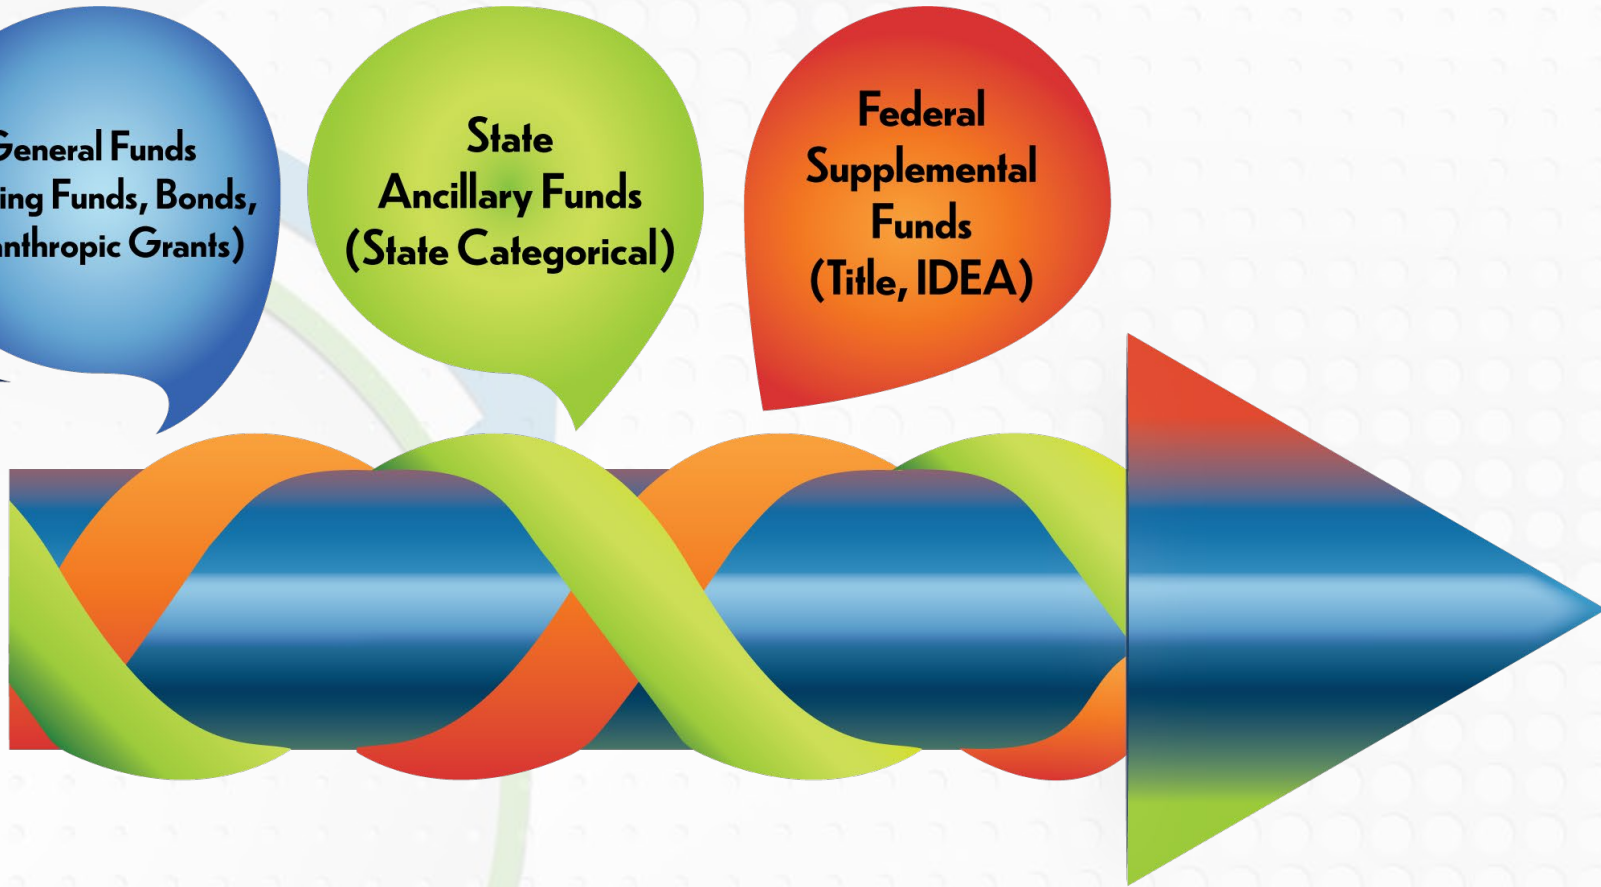 General Funds
Funds, Bonds,
Grants)
State
Ancillary Funds
(State Categorical)
Federal
Supplemental
Funds
(Title, IDEA)